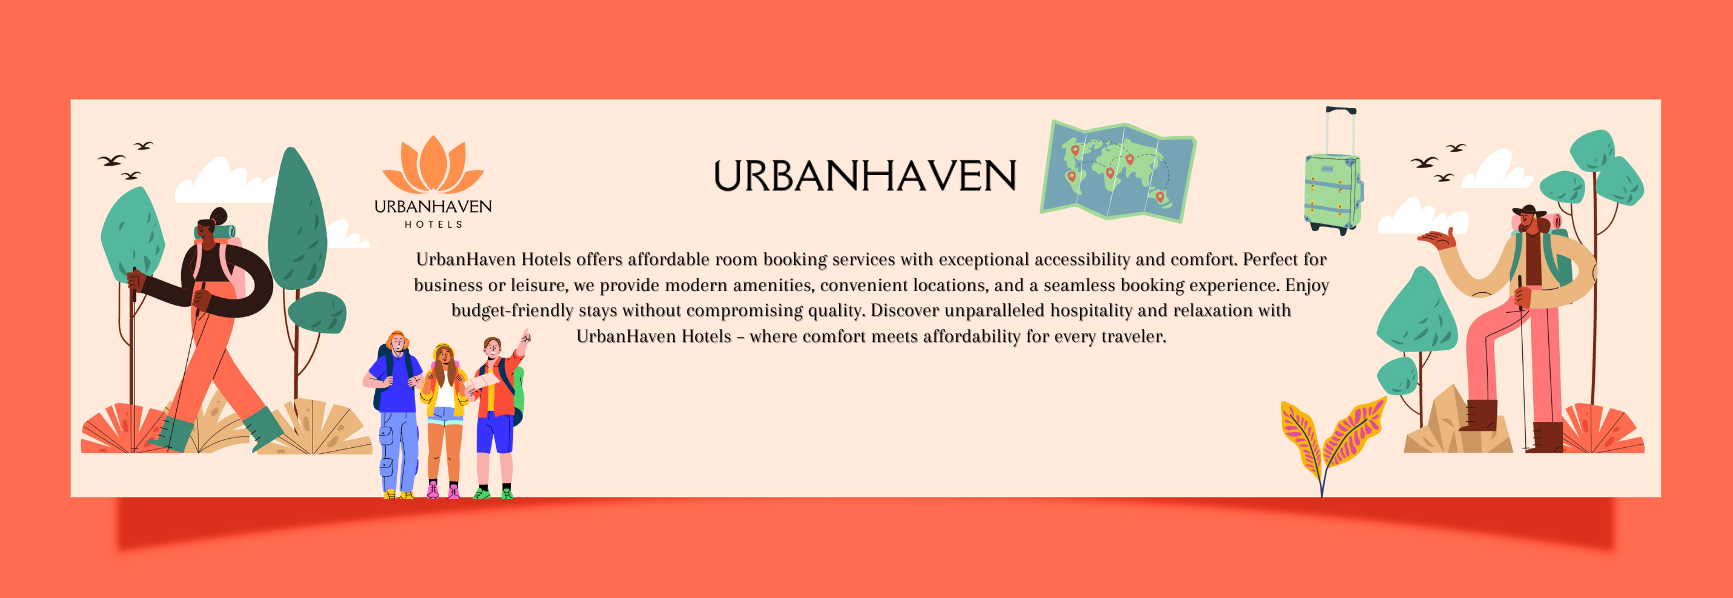 URBANHAVEN
HOTELS
URBANHAVEN
UrbanHaven Hotels offers affordable room booking services with exceptional accessibility and comfort. Perfect for
business or leisure, we provide modern amenities, convenient locations, and a seamless booking experience. Enjoy
budget-friendly stays without compromising quality. Discover unparalleled hospitality and relaxation with
UrbanHaven Hotels – where comfort meets affordability for every traveler.